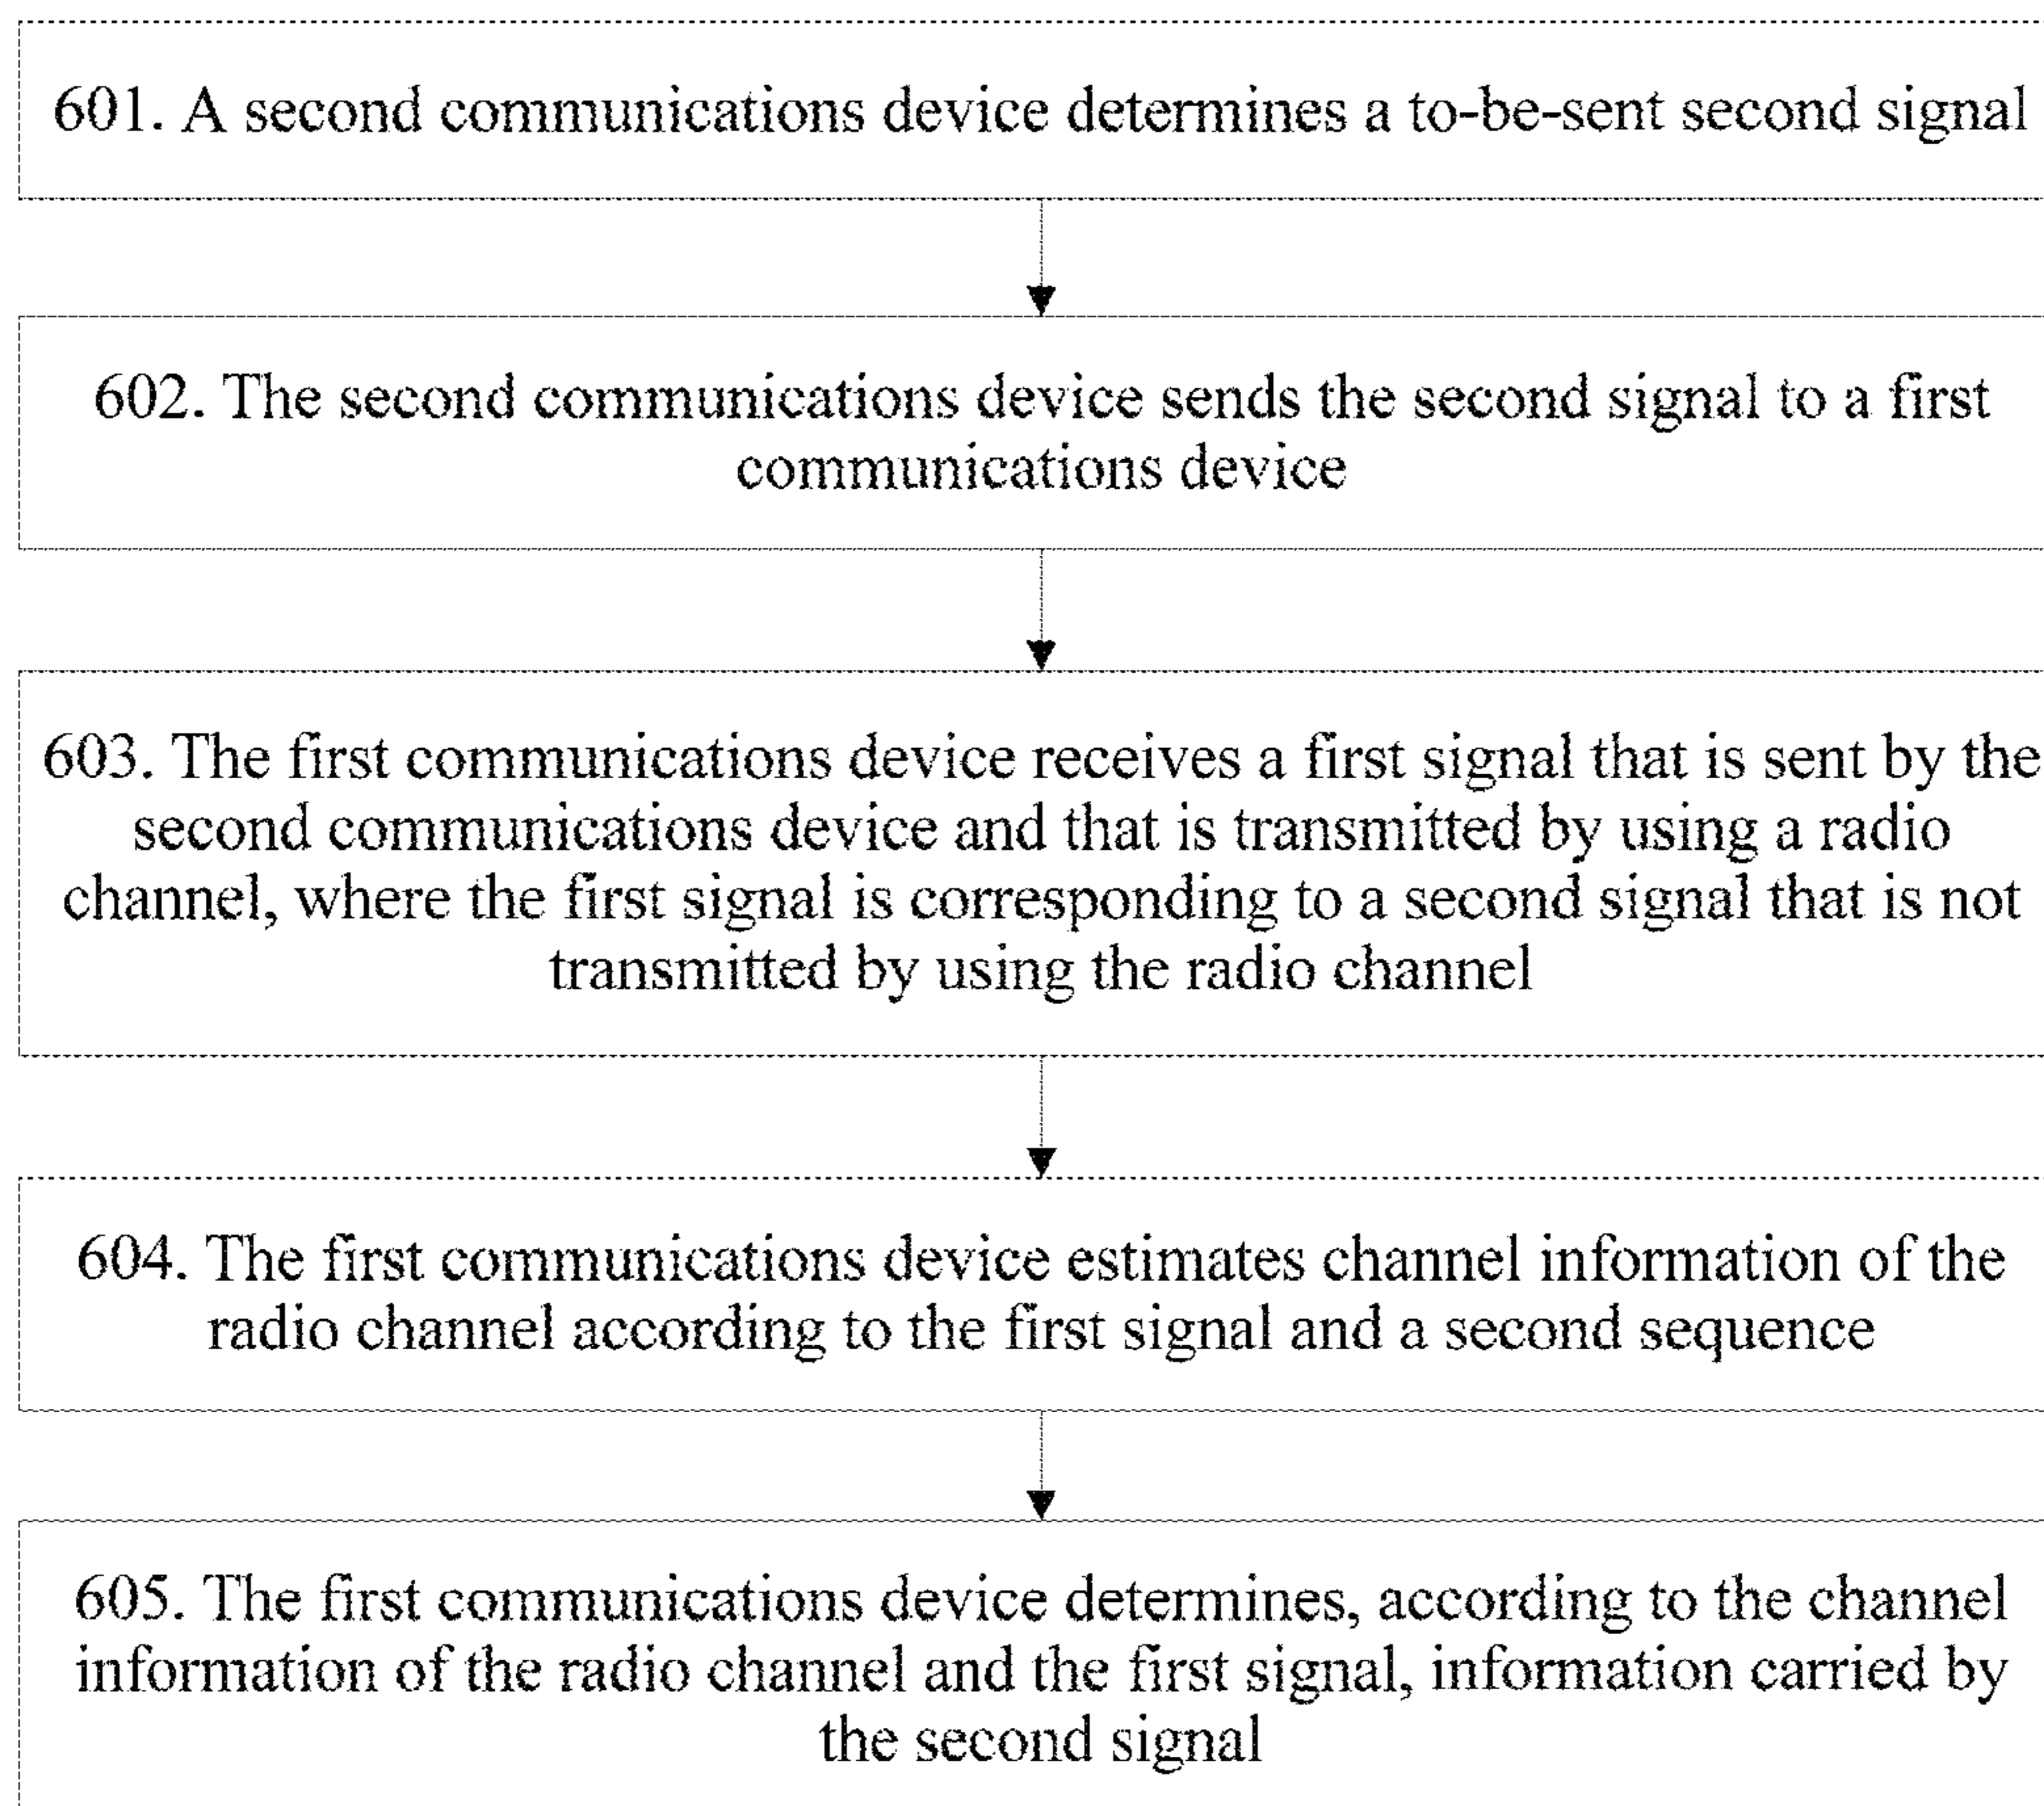 601. A second communications device determines a to-be-sent second signal
602. The second communications device sends the second signal to a first
communications device
603. The first communications device receives a first signal that is sent by the
second communications device and that is transmitted by using a radio
channel, where the first signal is corresponding to a second signal that is not
transmitted by using the radio channel
604. The first communications device estimates channel information of the
radio channel according to the first signal and a second sequence
605. The first communications device determines, according to the channel
information of the radio channel and the first signal, information carried by
the second signal